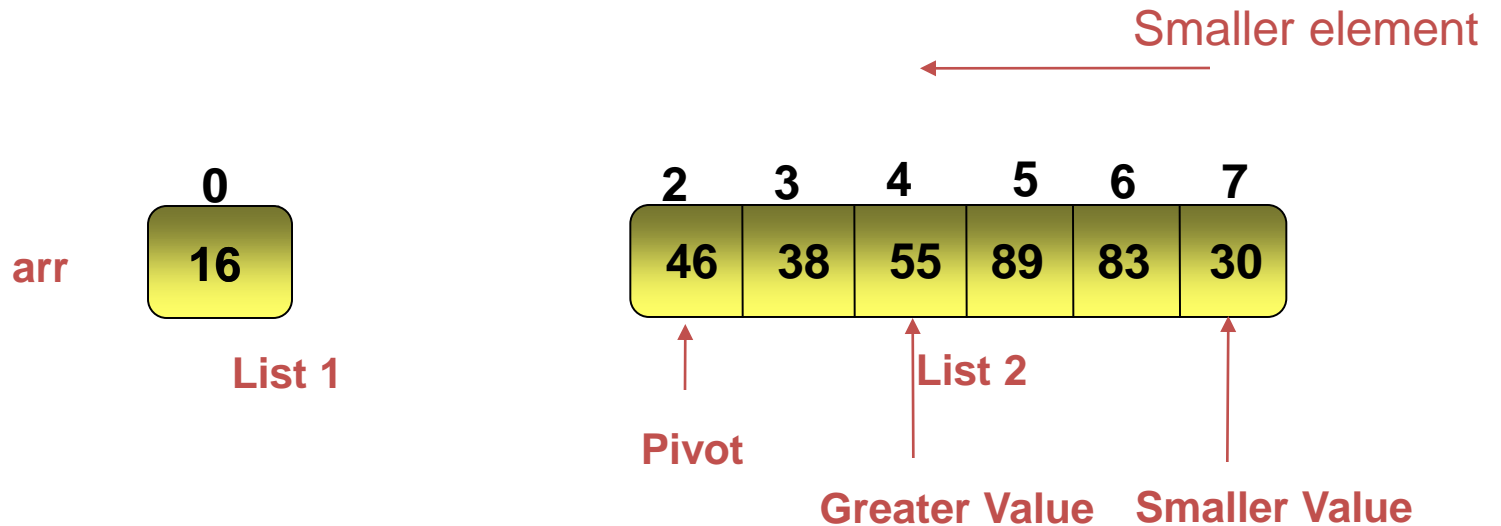 Smaller element
0 2 3 4 5 6 7
arr 16 46 38 55 89 83 30
List 1 List 2
Pivot
Greater Value Smaller Value